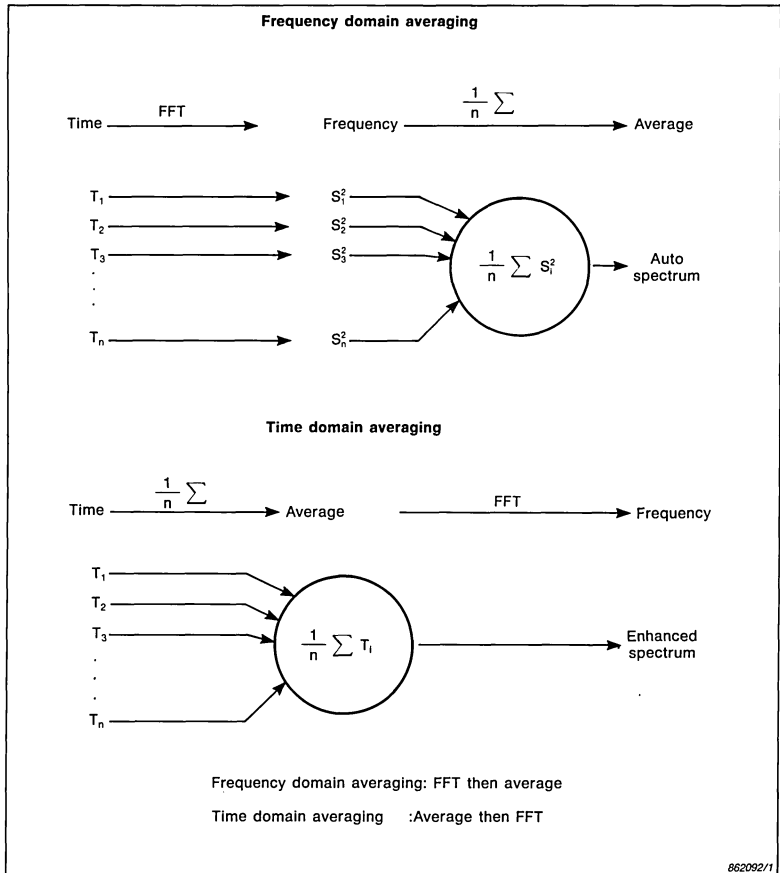 Frequency domain averaging
1/n ∑
FFT
Time Frequency Average
T₁ S₁²
T₂ S₂²
T₃ S₃²
1/n ∑ Sᵢ²
Auto
spectrum
.
.
.
Tₙ Sₙ²
Time domain averaging
1/n ∑
FFT
Time Average Frequency
T₁
T₂
T₃
1/n ∑ Tᵢ
Enhanced
spectrum
.
.
.
.
Tₙ
Frequency domain averaging: FFT then average
Time domain averaging :Average then FFT
862092/1